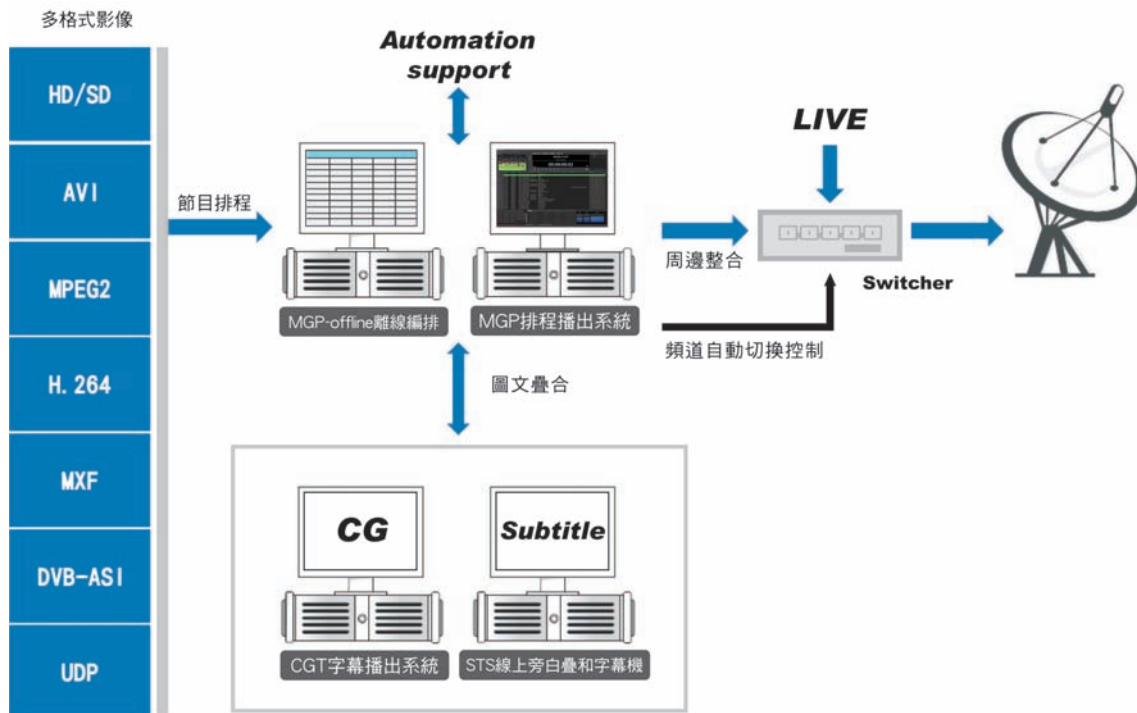 多格式影像
HD/SD
AVI
MPEG2
H.264
MXF
DVB-ASI
UDP
節目排程
Automation
support
MGP-offline離線編排
MGP排程播出系統
圖文疊合
CG
Subtitle
CGT字幕播出系統
STS線上旁白疊和字幕機
LIVE
周邊整合
Switcher
頻道自動切換控制